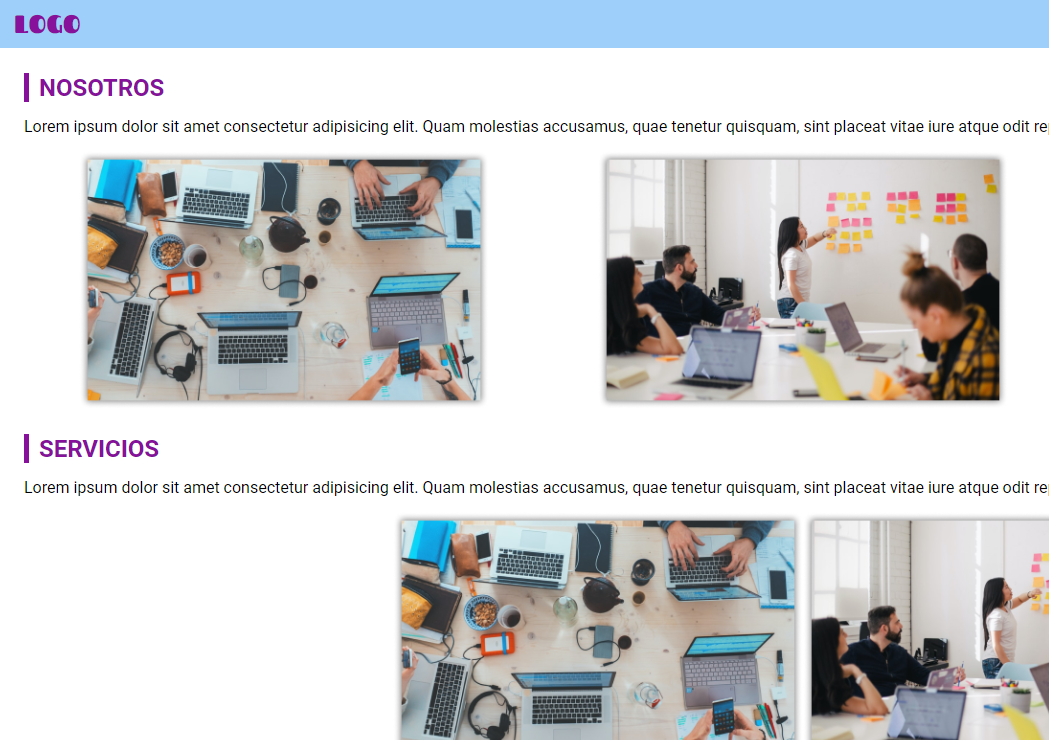 LOGO
NOSOTROS
Lorem ipsum dolor sit amet consectetur adipisicing elit. Quam molestias accusamus, quae tenetur quisquam, sint placeat vitae iure atque odit
SERVICIOS
Lorem ipsum dolor sit amet consectetur adipisicing elit. Quam molestias accusamus, quae tenetur quisquam, sint placeat vitae iure atque odit